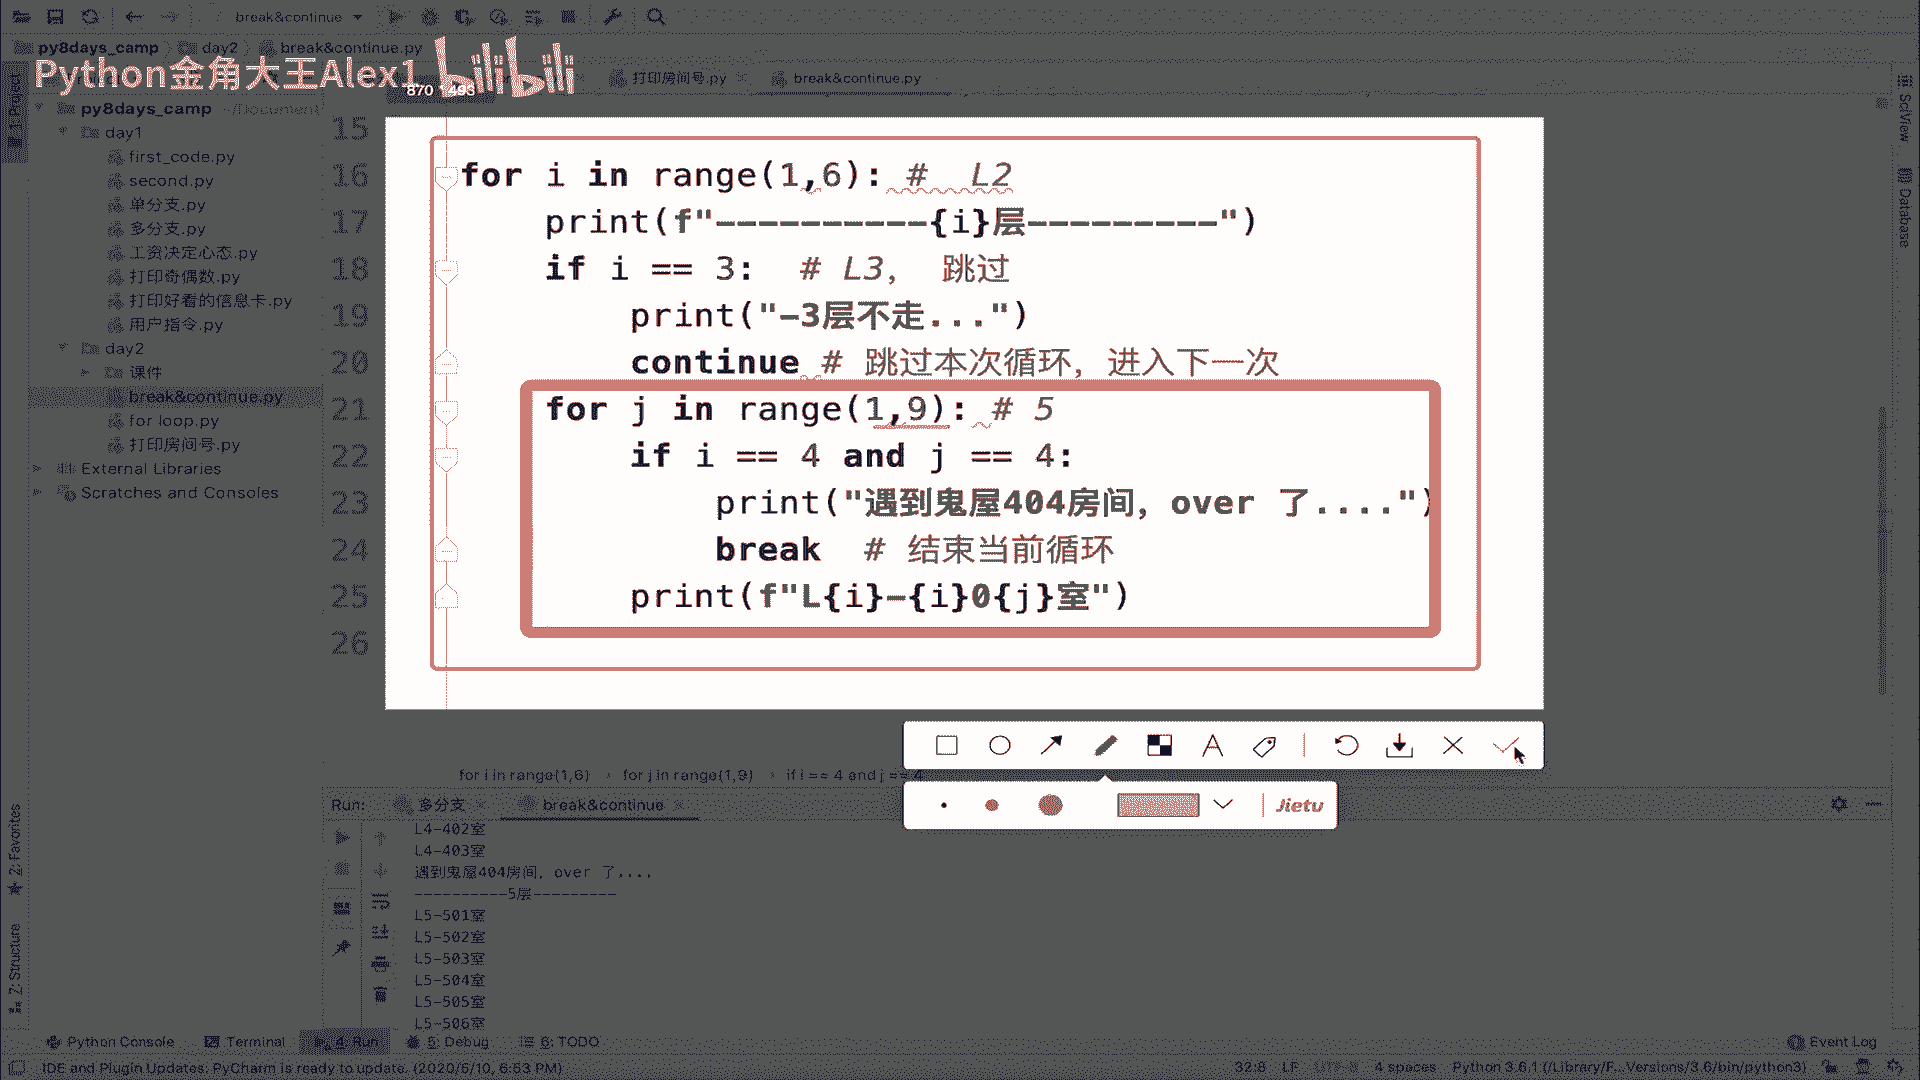 break&continue
py8days_camp day2 break&continue.py
Python金角大王Alex1 bilibili
870 * 493
打印房间号.py
break&continue.py
1: Project
py8days_camp ~/Document
day1
first_code.py
second.py
单分支.py
多分支.py
工资决定心态.py
打印奇偶数.py
打印好看的信息卡.py
用户指令.py
day2
课件
break&continue.py
for loop.py
打印房间号.py
External Libraries
Scratches and Consoles
SciView
Database
15
16 for i in range(1,6): #  L2
17 print(f"----------{i}层---------")
18 if i == 3:  # L3， 跳过
19 print("-3层不走...")
20 continue # 跳过本次循环，进入下一次
21 for j in range(1,9): # 5
22 if i == 4 and j == 4:
23 print("遇到鬼屋404房间，over 了....")
24 break  # 结束当前循环
25 print(f"L{i}-{i}0{j}室")
26
for i in range(1,6) › for j in range(1,9) › if i == 4 and j == 4
Jietu
Run: 多分支 break&continue
L4-402室
L4-403室
遇到鬼屋404房间，over 了....
----------5层---------
L5-501室
L5-502室
L5-503室
L5-504室
L5-505室
L5-506室
2: Favorites
7: Structure
Python Console Terminal 4: Run 5: Debug 6: TODO Event Log
IDE and Plugin Updates: PyCharm is ready to update. (2020/6/10, 6:53 PM) 32:8 LF UTF-8 4 spaces Python 3.6.1 (/Library/F...Versions/3.6/bin/python3)